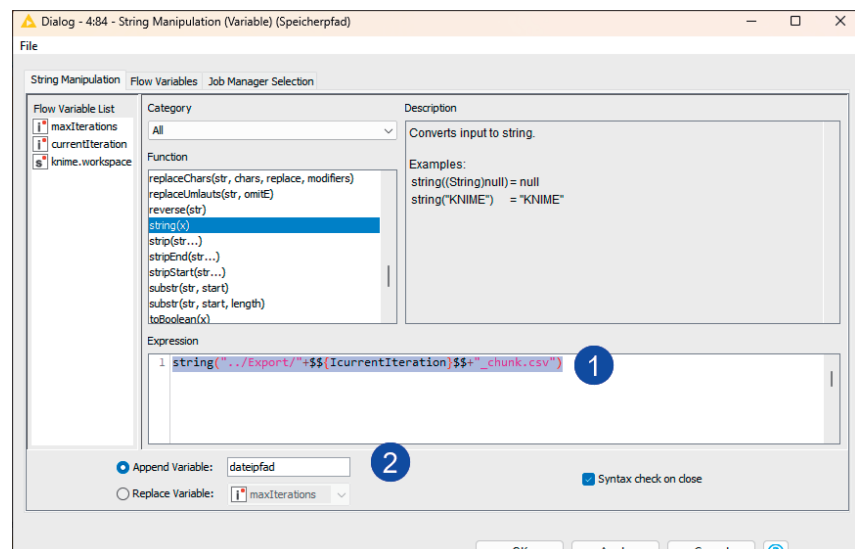 Dialog - 4:84 - String Manipulation (Variable) (Speicherpfad)
File
String Manipulation Flow Variables Job Manager Selection
Flow Variable List
i maxIterations
i currentIteration
s knime.workspace
Category
All
Function
replaceChars(str, chars, replace, modifiers)
replaceUmlauts(str, omitE)
reverse(str)
string(x)
strip(str...)
stripEnd(str...)
stripStart(str...)
substr(str, start)
substr(str, start, length)
toBoolean(x)
Description
Converts input to string.
Examples:
string((String)null) = null
string("KNIME") = "KNIME"
Expression
1 string("../Export/"+$${IcurrentIteration}$$+"_chunk.csv")
1
Append Variable: dateipfad
2
Replace Variable: i maxIterations
Syntax check on close